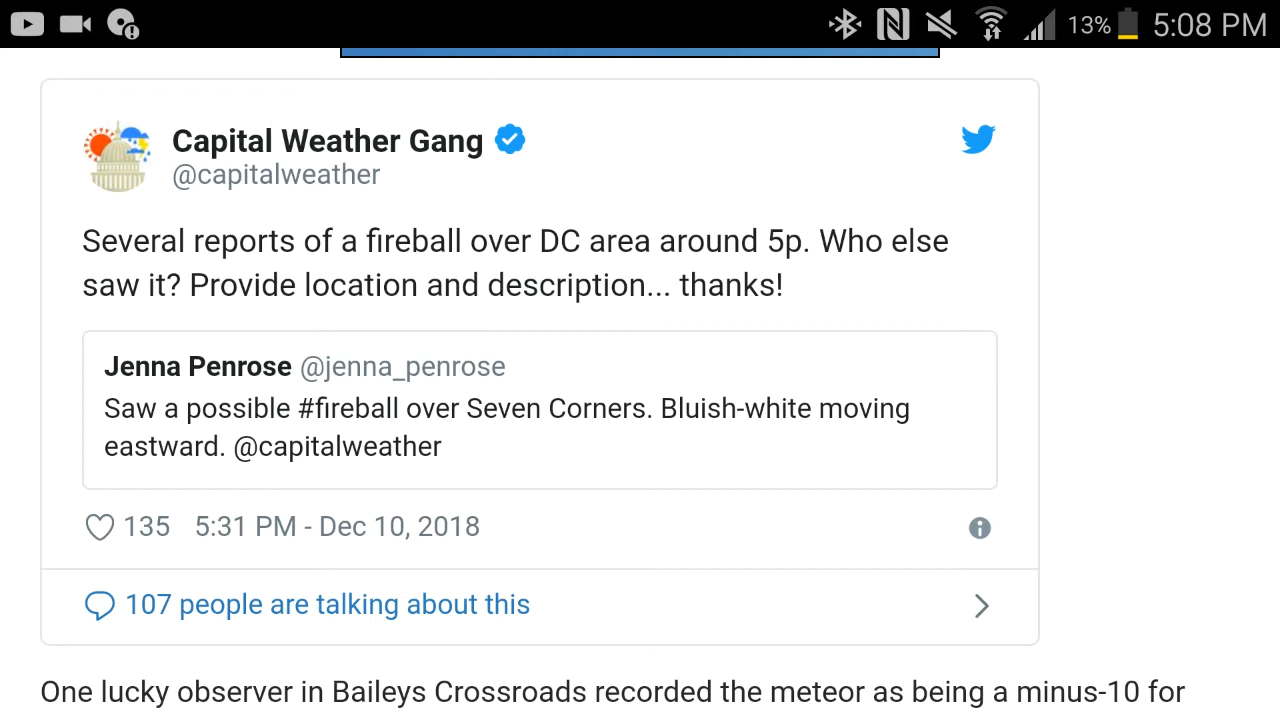 13% 5:08 PM
Capital Weather Gang
@capitalweather
Several reports of a fireball over DC area around 5p. Who else
saw it? Provide location and description... thanks!
Jenna Penrose @jenna_penrose
Saw a possible #fireball over Seven Corners. Bluish-white moving
eastward. @capitalweather
135 5:31 PM - Dec 10, 2018
107 people are talking about this
One lucky observer in Baileys Crossroads recorded the meteor as being a minus-10 for